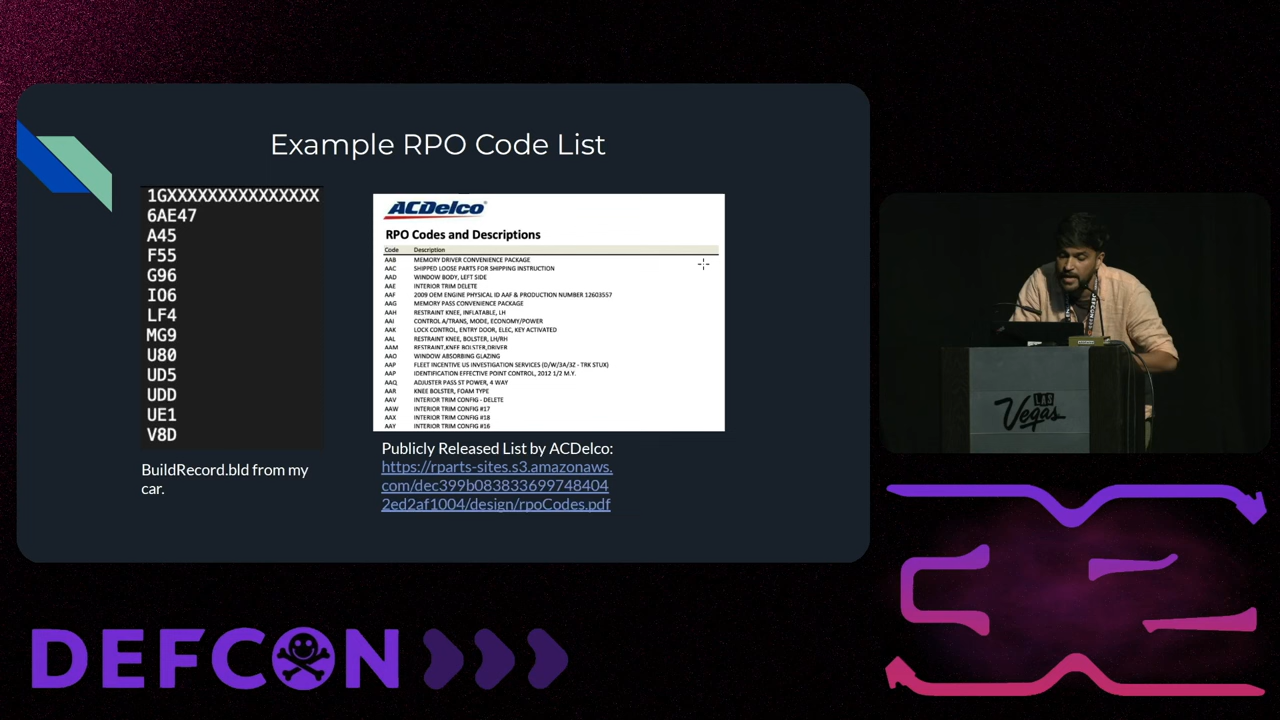 Example RPO Code List
1GXXXXXXXXXXXXXXX
6AE47
A45
F55
G96
IO6
LF4
MG9
U80
UD5
UDD
UE1
V8D
BuildRecord.bld from my
car.
ACDelco
RPO Codes and Descriptions
Code Description
AAB MEMORY DRIVER CONVENIENCE PACKAGE
AAC SHIPPED LOOSE PARTS FOR SHIPPING INSTRUCTION
AAD WINDOW BODY, LEFT SIDE
AAE INTERIOR TRIM DELETE
AAF 2009 OEM ENGINE PHYSICAL ID AAF & PRODUCTION NUMBER 12603557
AAG MEMORY PASS CONVENIENCE PACKAGE
AAH RESTRAINT KNEE, INFLATABLE, LH
AAI CONTROL A/TRANS, MODE, ECONOMY/POWER
AAK LOCK CONTROL, ENTRY DOOR, ELEC, KEY ACTIVATED
AAL RESTRAINT KNEE, BOLSTER, LH/RH
AAM RESTRAINT,KNEE BOLSTER,DRIVER
AAO WINDOW ABSORBING GLAZING
AAP FLEET INCENTIVE US INVESTIGATION SERVICES (D/W/3A/3Z - TRK STUX)
AAP IDENTIFICATION EFFECTIVE POINT CONTROL, 2012 1/2 M.Y.
AAQ ADJUSTER PASS ST POWER, 4 WAY
AAR KNEE BOLSTER, FOAM TYPE
AAV INTERIOR TRIM CONFIG - DELETE
AAW INTERIOR TRIM CONFIG #17
AAX INTERIOR TRIM CONFIG #18
AAY INTERIOR TRIM CONFIG #16
Publicly Released List by ACDelco:
https://rparts-sites.s3.amazonaws.
com/dec399b083833699748404
2ed2af1004/design/rpoCodes.pdf
LAS
Vegas
DEFCON